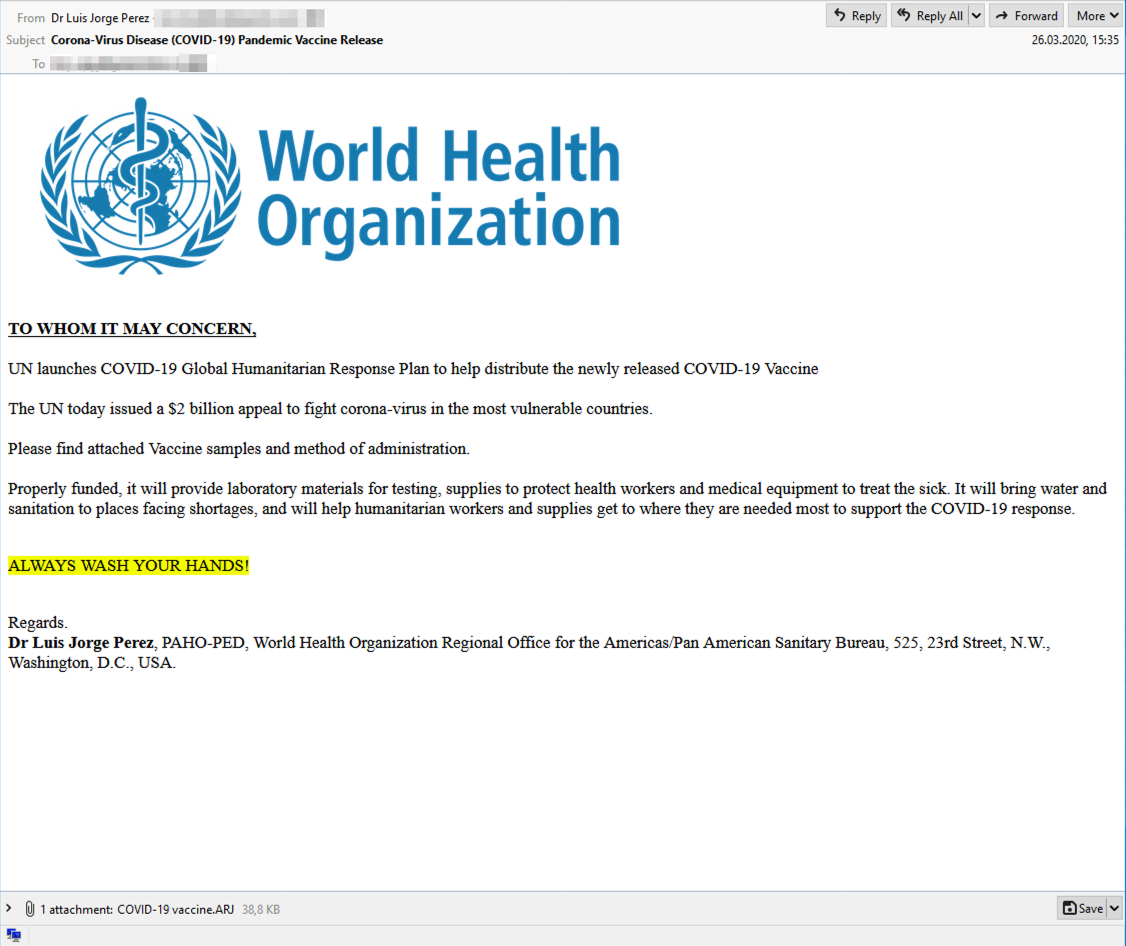 From Dr Luis Jorge Perez
Reply Reply All Forward More
Subject Corona-Virus Disease (COVID-19) Pandemic Vaccine Release
26.03.2020, 15:35
To
World Health
Organization
TO WHOM IT MAY CONCERN,
UN launches COVID-19 Global Humanitarian Response Plan to help distribute the newly released COVID-19 Vaccine
The UN today issued a $2 billion appeal to fight corona-virus in the most vulnerable countries.
Please find attached Vaccine samples and method of administration.
Properly funded, it will provide laboratory materials for testing, supplies to protect health workers and medical equipment to treat the sick. It will bring water and
sanitation to places facing shortages, and will help humanitarian workers and supplies get to where they are needed most to support the COVID-19 response.
ALWAYS WASH YOUR HANDS!
Regards.
Dr Luis Jorge Perez, PAHO-PED, World Health Organization Regional Office for the Americas/Pan American Sanitary Bureau, 525, 23rd Street, N.W.,
Washington, D.C., USA.
1 attachment: COVID-19 vaccine.ARJ 38,8 KB
Save